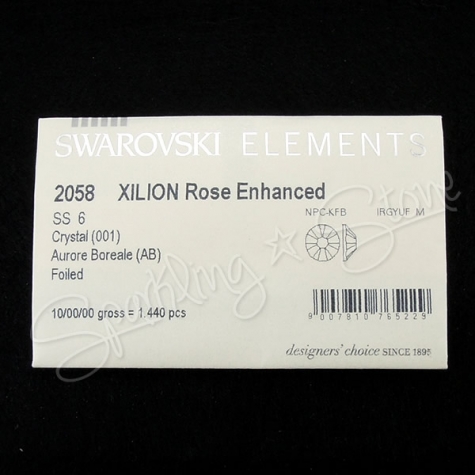 SWAROVSKI ELEMENTS
2058 XILION Rose Enhanced
SS 6
NPC-KFB IRGYUF M
Crystal (001)
Aurore Boreale (AB)
Foiled
10/00/00 gross = 1.440 pcs
9 007810 765229
designers' choice SINCE 1895
Sparkling Stone